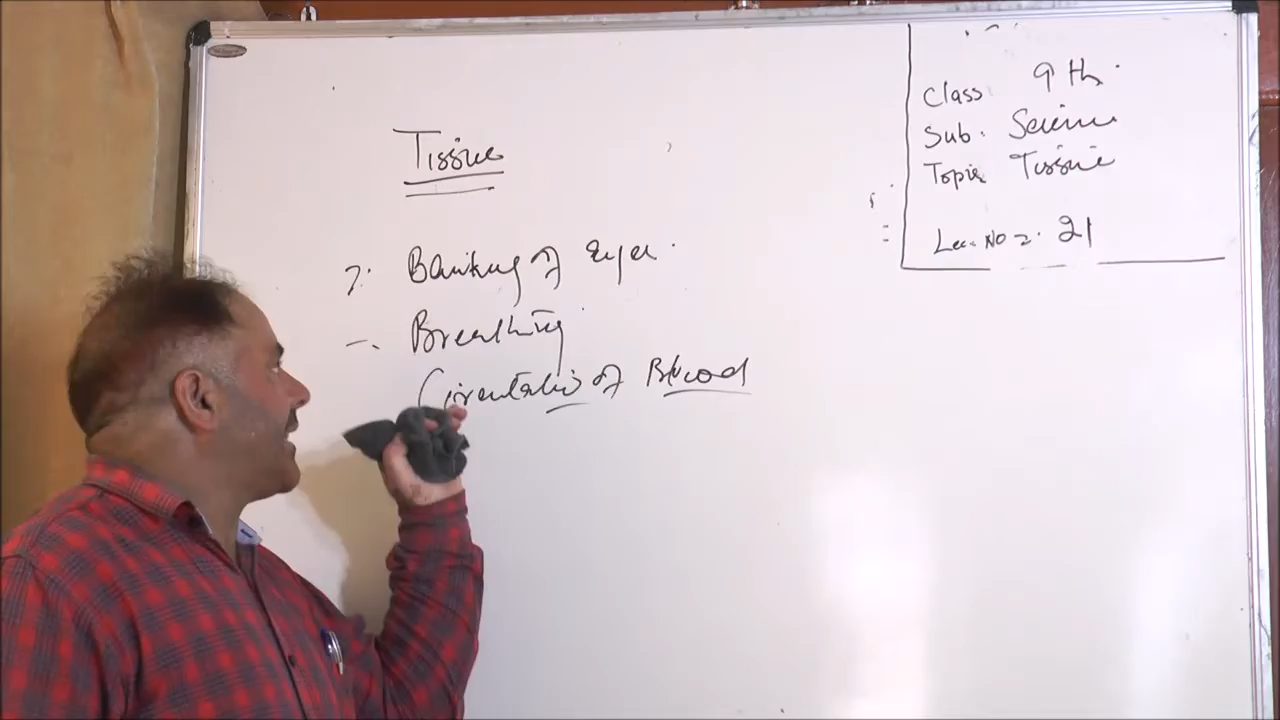 Tissue
Blinking of Eyes
Breathing
Circulation of Blood
Class 9th
Sub. Science
Topic Tissue
Lec. No = 21